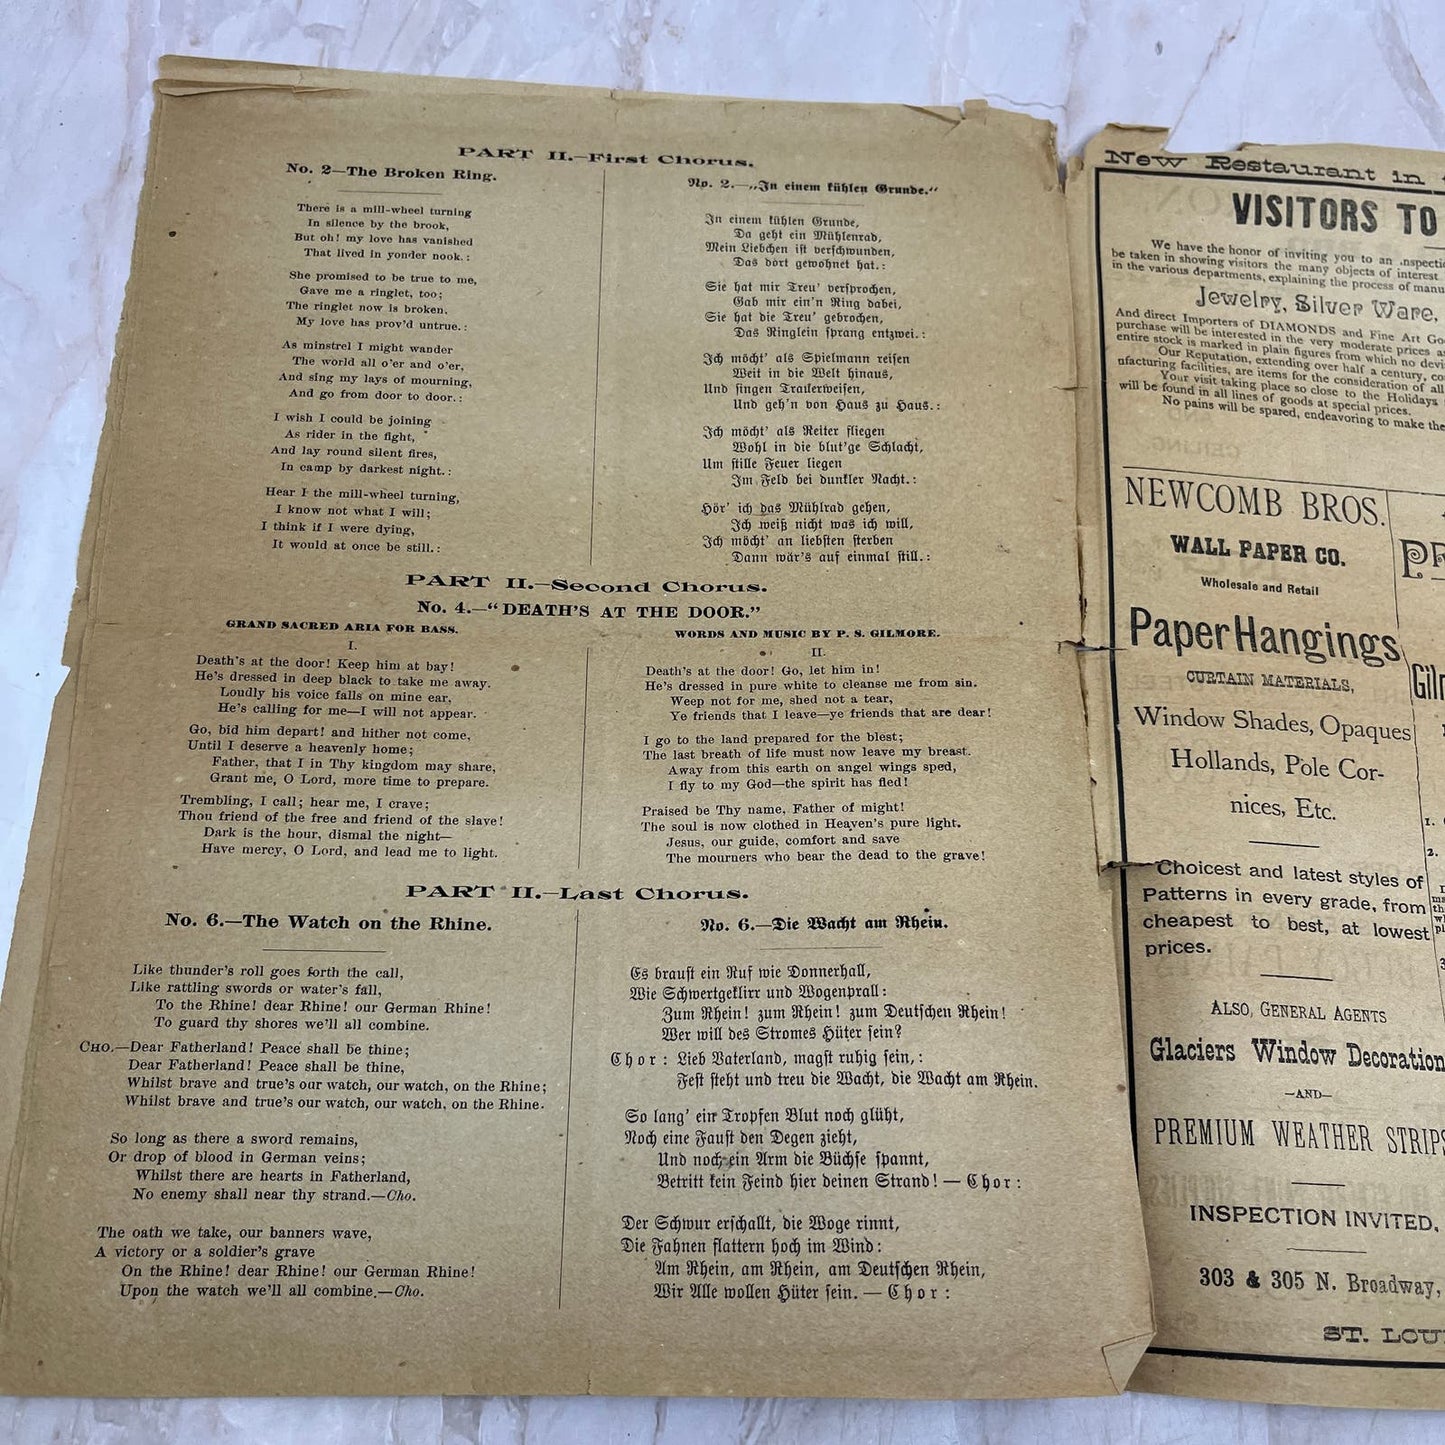 PART II.—First Chorus.
No. 2—The Broken Ring.
There is a mill-wheel turning
In silence by the brook,
But oh! my love has vanished
That lived in yonder nook.:
She promised to be true to me,
Gave me a ringlet, too;
The ringlet now is broken,
My love has prov'd untrue.:
As minstrel I might wander
The world all o'er and o'er,
And sing my lays of mourning,
And go from door to door.:
I wish I could be joining
As rider in the fight,
And lay round silent fires,
In camp by darkest night.:
Hear I the mill-wheel turning,
I know not what I will;
I think if I were dying,
It would at once be still.:
No. 2.—„In einem kühlen Grunde.“
In einem kühlen Grunde,
Da geht ein Mühlenrad,
Mein Liebchen ist verschwunden,
Das dort gewohnet hat.:
Sie hat mir Treu' versprochen,
Gab mir ein'n Ring dabei,
Sie hat die Treu' gebrochen,
Das Ringlein sprang entzwei.:
Ich möcht' als Spielmann reisen
Weit in die Welt hinaus,
Und singen Trauerweisen,
Und geh'n von Haus zu Haus.:
Ich möcht' als Reiter fliegen
Wohl in die blut'ge Schlacht,
Um stille Feuer liegen
Im Feld bei dunkler Nacht.:
Hör' ich das Mühlrad gehen,
Ich weiß nicht was ich will,
Ich möcht' an liebsten sterben
Dann wär's auf einmal still.:
PART II.—Second Chorus.
No. 4.—"DEATH'S AT THE DOOR."
GRAND SACRED ARIA FOR BASS.
I.
Death's at the door! Keep him at bay!
He's dressed in deep black to take me away.
Loudly his voice falls on mine ear,
He's calling for me—I will not appear.
Go, bid him depart! and hither not come,
Until I deserve a heavenly home;
Father, that I in Thy kingdom may share,
Grant me, O Lord, more time to prepare.
Trembling, I call; hear me, I crave;
Thou friend of the free and friend of the slave!
Dark is the hour, dismal the night—
Have mercy, O Lord, and lead me to light.
WORDS AND MUSIC BY P. S. GILMORE.
II.
Death's at the door! Go, let him in!
He's dressed in pure white to cleanse me from sin.
Weep not for me, shed not a tear,
Ye friends that I leave—ye friends that are dear!
I go to the land prepared for the blest;
The last breath of life must now leave my breast.
Away from this earth on angel wings sped,
I fly to my God—the spirit has fled!
Praised be Thy name, Father of might!
The soul is now clothed in Heaven's pure light.
Jesus, our guide, comfort and save
The mourners who bear the dead to the grave!
PART II.—Last Chorus.
No. 6.—The Watch on the Rhine.
Like thunder's roll goes forth the call,
Like rattling swords or water's fall,
To the Rhine! dear Rhine! our German Rhine!
To guard thy shores we'll all combine.
CHO.—Dear Fatherland! Peace shall be thine;
Dear Fatherland! Peace shall be thine,
Whilst brave and true's our watch, our watch, on the Rhine;
Whilst brave and true's our watch, our watch, on the Rhine.
So long as there a sword remains,
Or drop of blood in German veins;
Whilst there are hearts in Fatherland,
No enemy shall near thy strand.—Cho.
The oath we take, our banners wave,
A victory or a soldier's grave
On the Rhine! dear Rhine! our German Rhine!
Upon the watch we'll all combine.—Cho.
No. 6.—Die Wacht am Rhein.
Es braust ein Ruf wie Donnerhall,
Wie Schwertgeklirr und Wogenprall:
Zum Rhein! zum Rhein! zum Deutschen Rhein!
Wer will des Stromes Hüter sein?
Chor: Lieb Vaterland, magst ruhig sein,:
Fest steht und treu die Wacht, die Wacht am Rhein.
So lang' ein Tropfen Blut noch glüht,
Noch eine Faust den Degen zieht,
Und noch ein Arm die Büchse spannt,
Betritt kein Feind hier deinen Strand! — Chor:
Der Schwur erschallt, die Woge rinnt,
Die Fahnen flattern hoch im Wind:
Am Rhein, am Rhein, am Deutschen Rhein,
Wir Alle wollen Hüter sein. — Chor:
New Restaurant in
VISITORS TO
We have the honor of inviting you to an
be taken in showing visitors the many objects of interest
in the various departments, explaining the process of manu
Jewelry, Silver Ware,
And direct Importers of DIAMONDS and Fine Art Go
purchase will be interested in the very moderate prices
entire stock is marked in plain figures from which no devi
Our Reputation, extending over half a century, co
nfacturing facilities, are items for the consideration of all
Your visit taking place so close to the Holidays
will be found in all lines of goods at special prices.
No pains will be spared, endeavoring to make the
NEWCOMB BROS.
WALL PAPER CO.
Wholesale and Retail
Paper Hangings
CURTAIN MATERIALS,
Window Shades, Opaques
Hollands, Pole Cor-
nices, Etc.
Choicest and latest styles of
Patterns in every grade, from
cheapest to best, at lowest
prices.
ALSO, GENERAL AGENTS
Glaciers Window Decoration
—AND—
PREMIUM WEATHER STRIPS
INSPECTION INVITED,
303 & 305 N. Broadway,
ST. LOU
PR
Giln
1.
2.